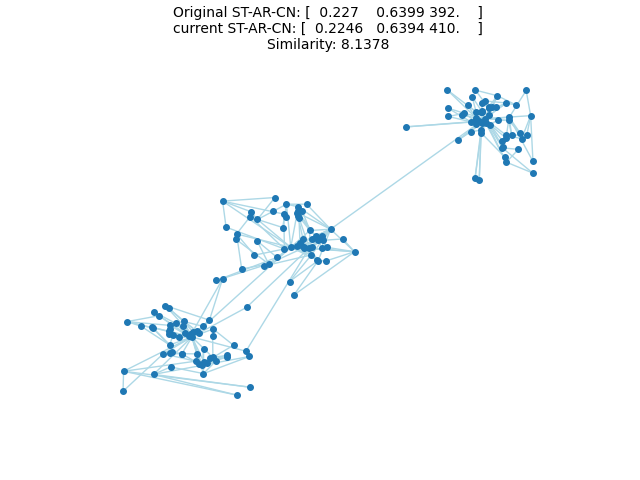 Original ST-AR-CN: [  0.227    0.6399 392.    ]
current ST-AR-CN: [  0.2246   0.6394 410.    ]
Similarity: 8.1378